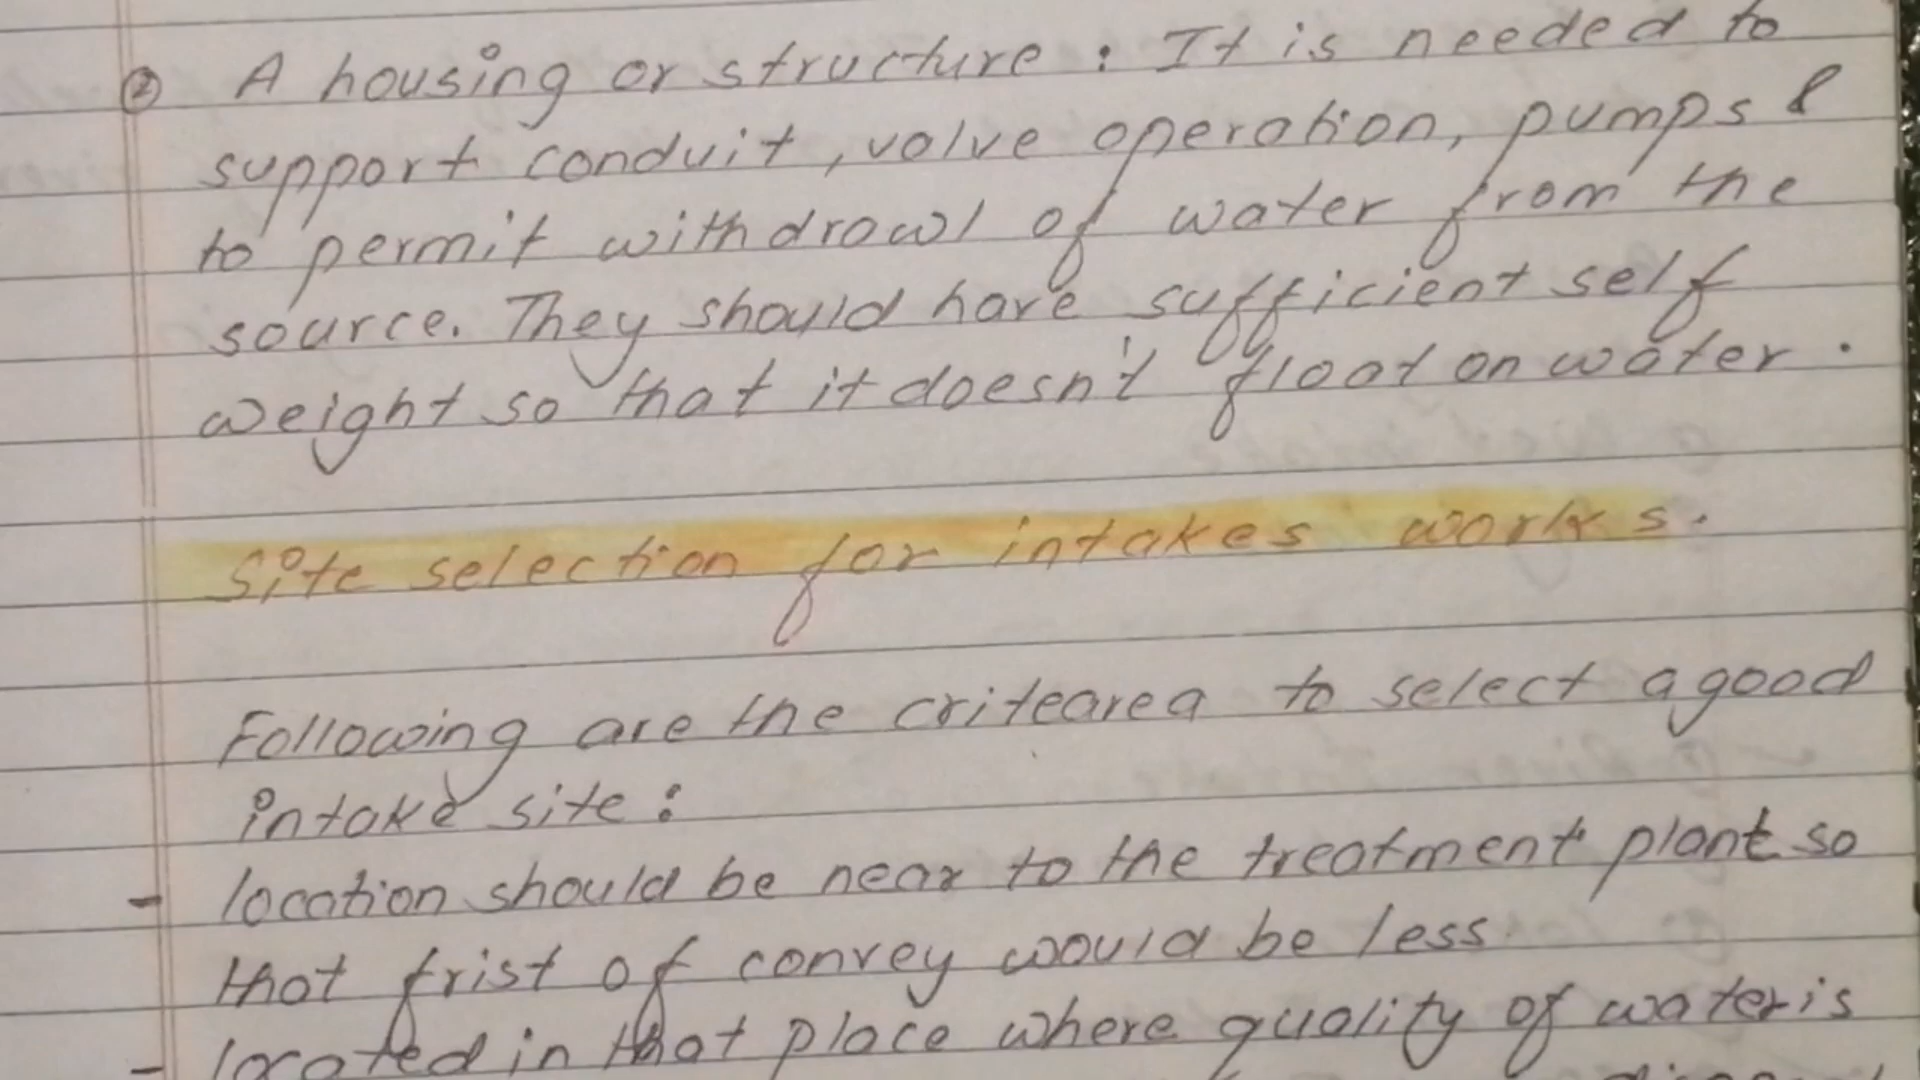 ② A housing or structure : It is needed to
support conduit, valve operation, pumps &
to permit withdrawl of water from the
source. They should have sufficient self
weight so that it doesn't float on water.
Site selection for intakes works.
Following are the critearea to select a good
intake site :
- location should be near to the treatment plant so
that frist of convey would be less
- located in that place where quality of water is